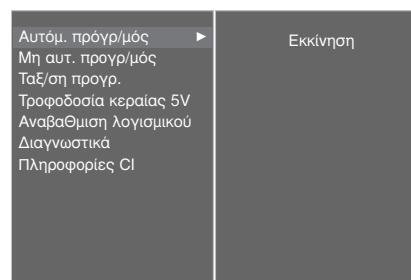 Αυτόμ. πρόγρ/μός ►
Μη αυτ. προγρ/μός
Ταξ/ση προγρ.
Τροφοδοσία κεραίας 5V
Αναβαθμιση λογισμικού
Διαγνωστικά
Πληροφορίες CI
Εκκίνηση